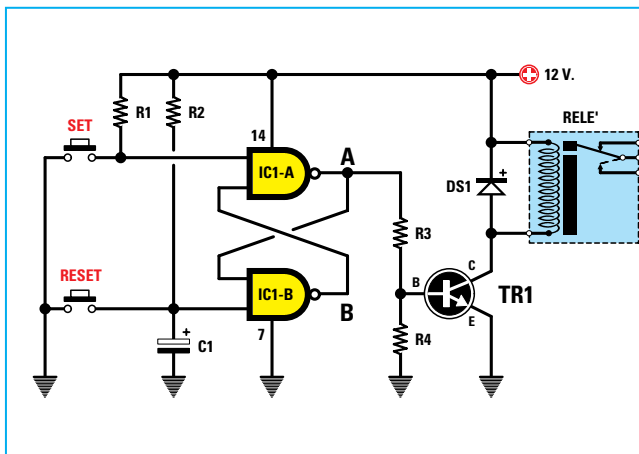 12 V.
R1
R2
RELE'
SET
14
A
IC1-A
DS1
+
R3
C
RESET
B
TR1
IC1-B
B
E
7
R4
+
C1